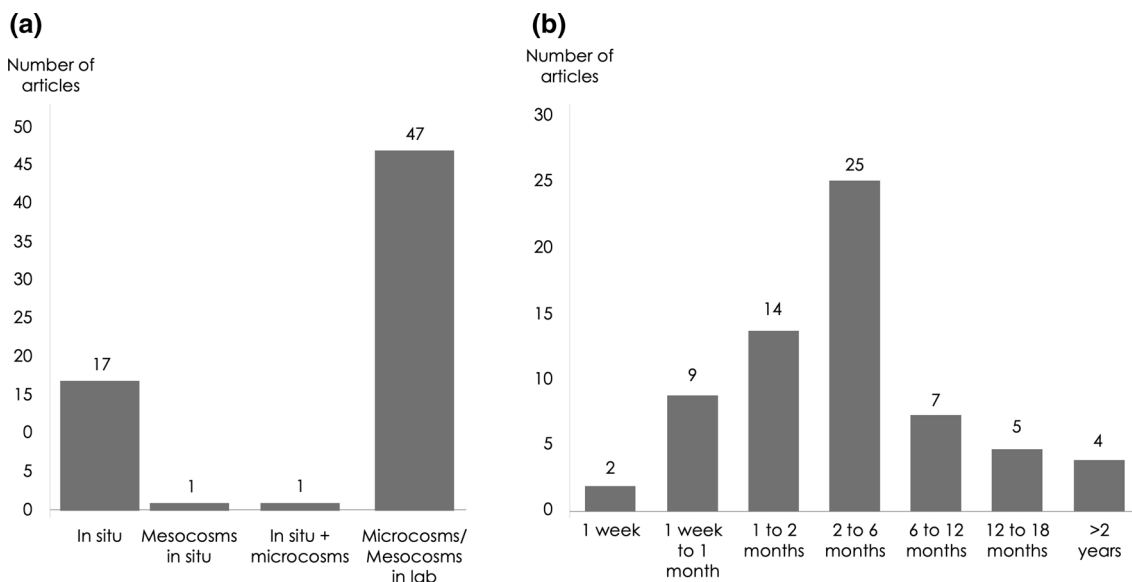 (a)
Number of
articles
50
45
40
35
30
25
20
15
0
5
0
17
1
1
47
In situ
Mesocosms
in situ
In situ +
microcosms
Microcosms/
Mesocosms
in lab
(b)
Number of
articles
30
25
20
15
10
5
0
2
9
14
25
7
5
4
1 week
1 week
to 1
month
1 to 2
months
2 to 6
months
6 to 12
months
12 to 18
months
>2
years